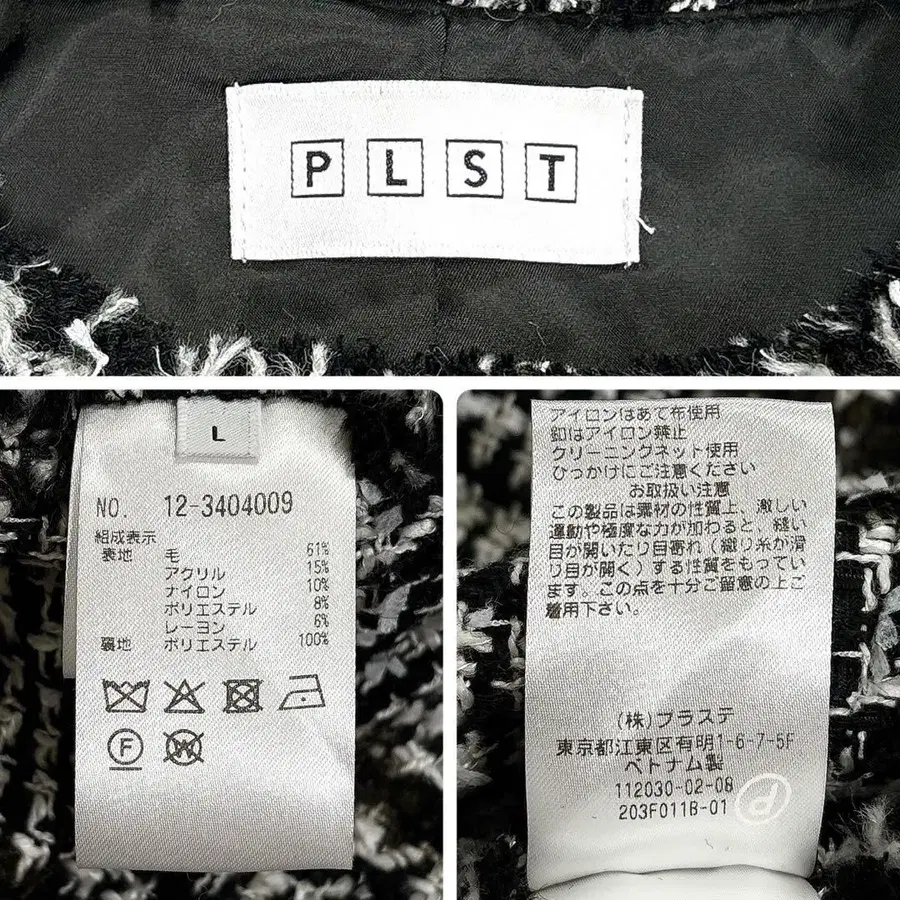 P L S T
L
NO. 12-3404009
組成表示
表地 毛 61%
アクリル 15%
ナイロン 10%
ポリエステル 8%
レーヨン 6%
裏地 ポリエステル 100%
F
W
アイロンはあて布使用
釦はアイロン禁止
クリーニングネット使用
ひっかけにご注意ください
お取扱い注意
この製品は素材の性質上、激しい
運動や極度な力が加わると、縫い
目が開いたり目寄れ(織り糸が滑
り目が開く)する性質をもってい
ます。この点を十分ご留意の上ご
着用下さい。
(株)プラステ
東京都江東区有明1-6-7-5F
ベトナム製
112030-02-08
203F011B-01